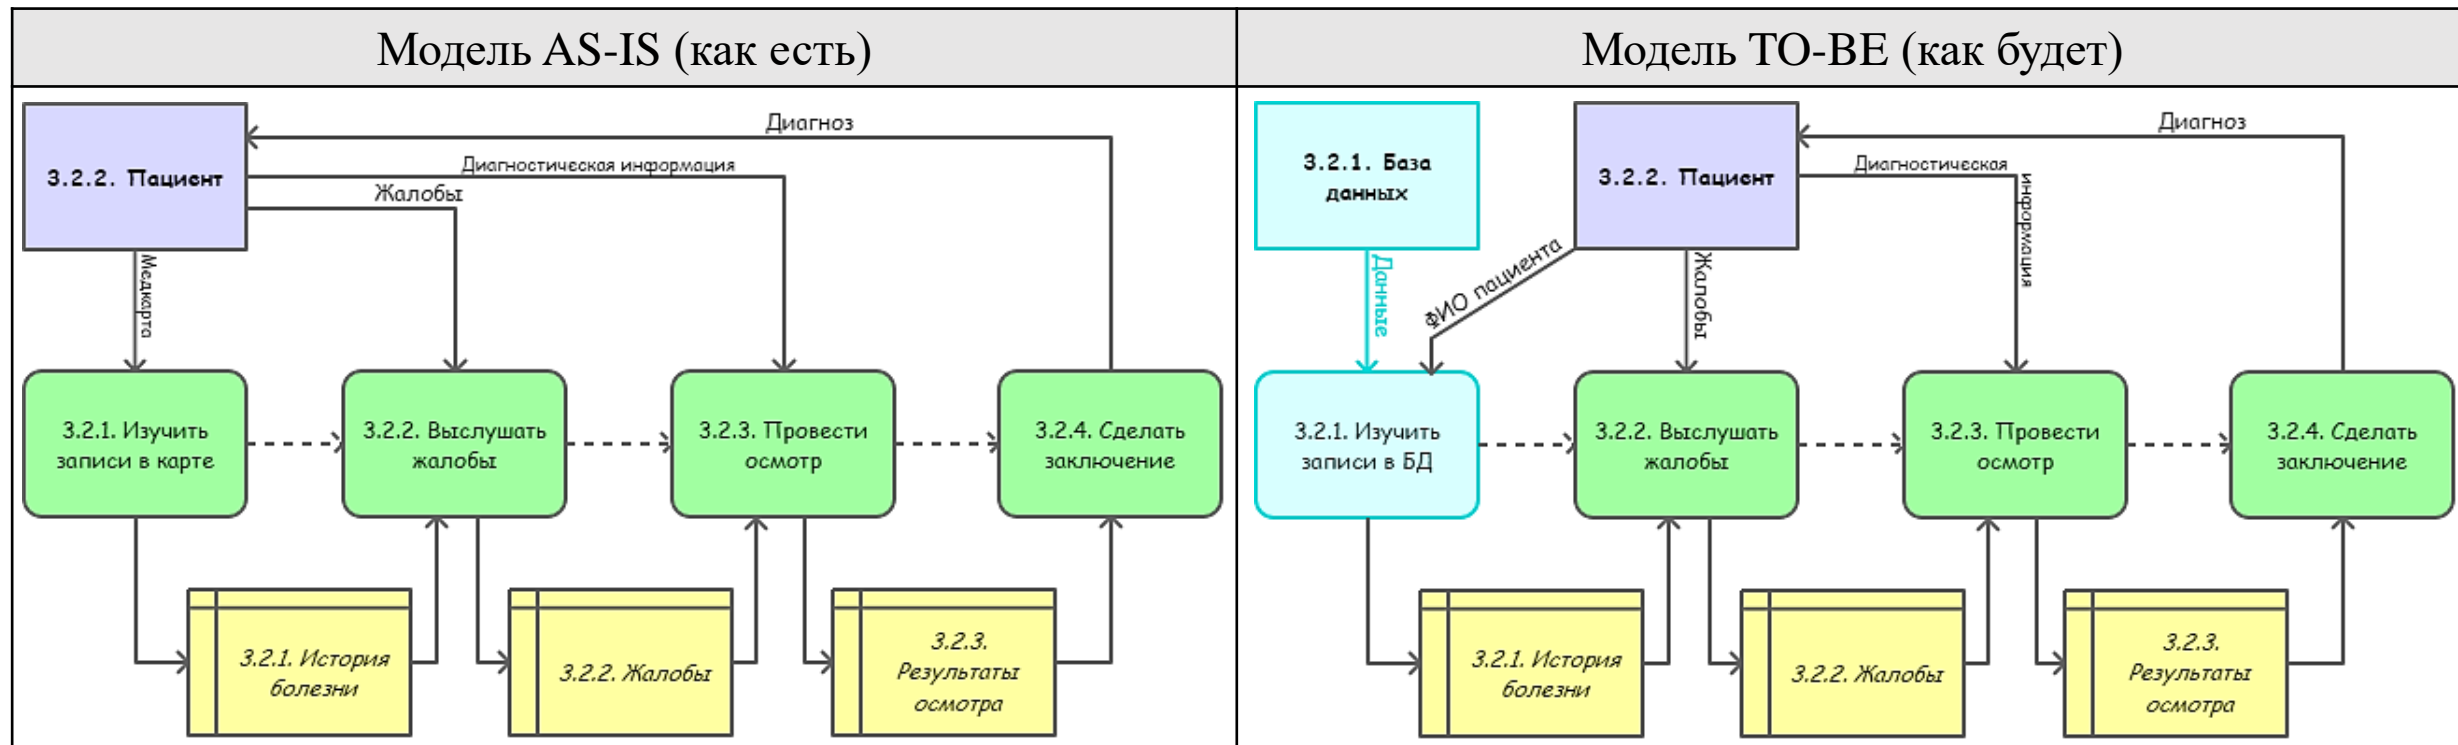 Модель AS-IS (как есть)
Модель TO-BE (как будет)
3.2.2. Пациент
Диагноз
Диагностическая информация
Жалобы
Медкарта
3.2.1. Изучить
записи в карте
3.2.2. Выслушать
жалобы
3.2.3. Провести
осмотр
3.2.4. Сделать
заключение
3.2.1. История
болезни
3.2.2. Жалобы
3.2.3.
Результаты
осмотра
3.2.1. База
данных
3.2.2. Пациент
Диагноз
Диагностическая
информация
Данные
ФИО пациента
Жалобы
3.2.1. Изучить
записи в БД
3.2.2. Выслушать
жалобы
3.2.3. Провести
осмотр
3.2.4. Сделать
заключение
3.2.1. История
болезни
3.2.2. Жалобы
3.2.3.
Результаты
осмотра